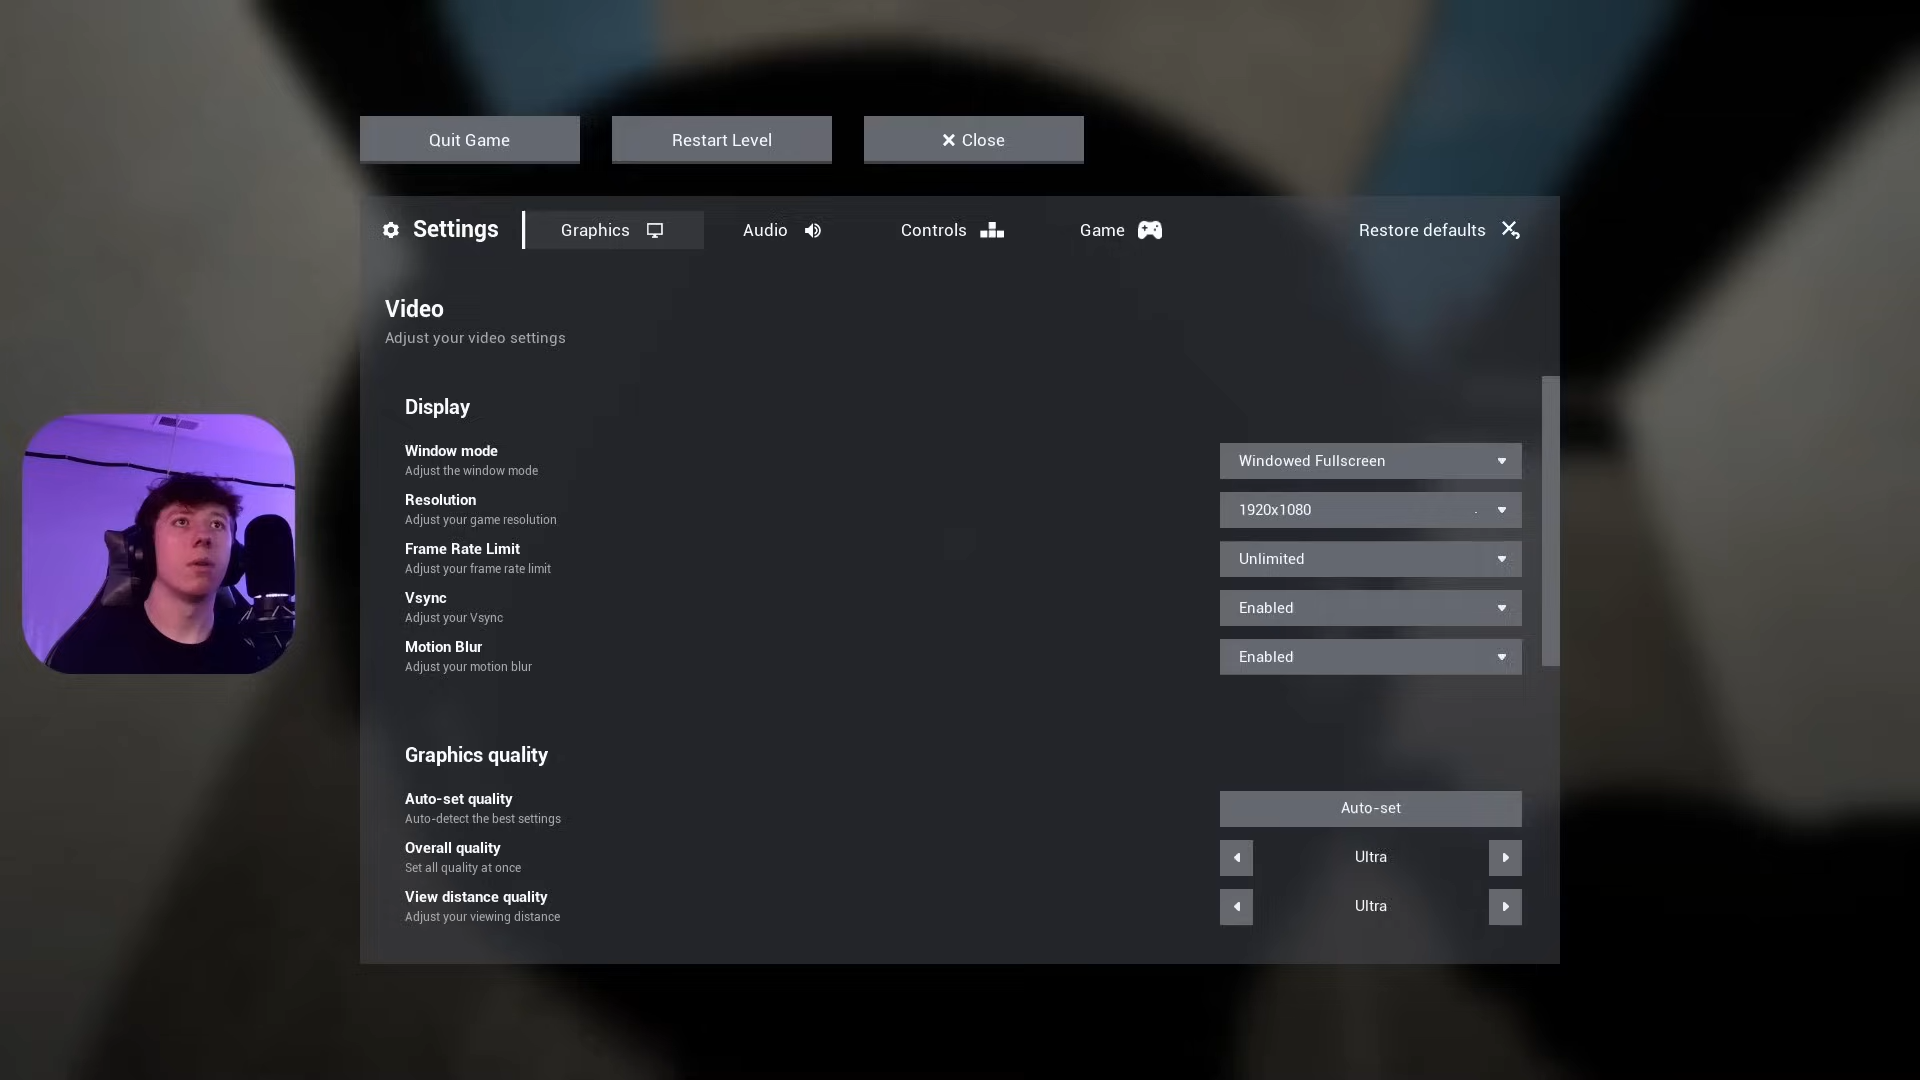 Quit Game
Restart Level
Close
Settings
Graphics
Audio
Controls
Game
Restore defaults
Video
Adjust your video settings
Display
Window mode
Adjust the window mode
Windowed Fullscreen
Resolution
Adjust your game resolution
1920x1080
Frame Rate Limit
Adjust your frame rate limit
Unlimited
Vsync
Adjust your Vsync
Enabled
Motion Blur
Adjust your motion blur
Enabled
Graphics quality
Auto-set quality
Auto-detect the best settings
Auto-set
Overall quality
Set all quality at once
Ultra
View distance quality
Adjust your viewing distance
Ultra